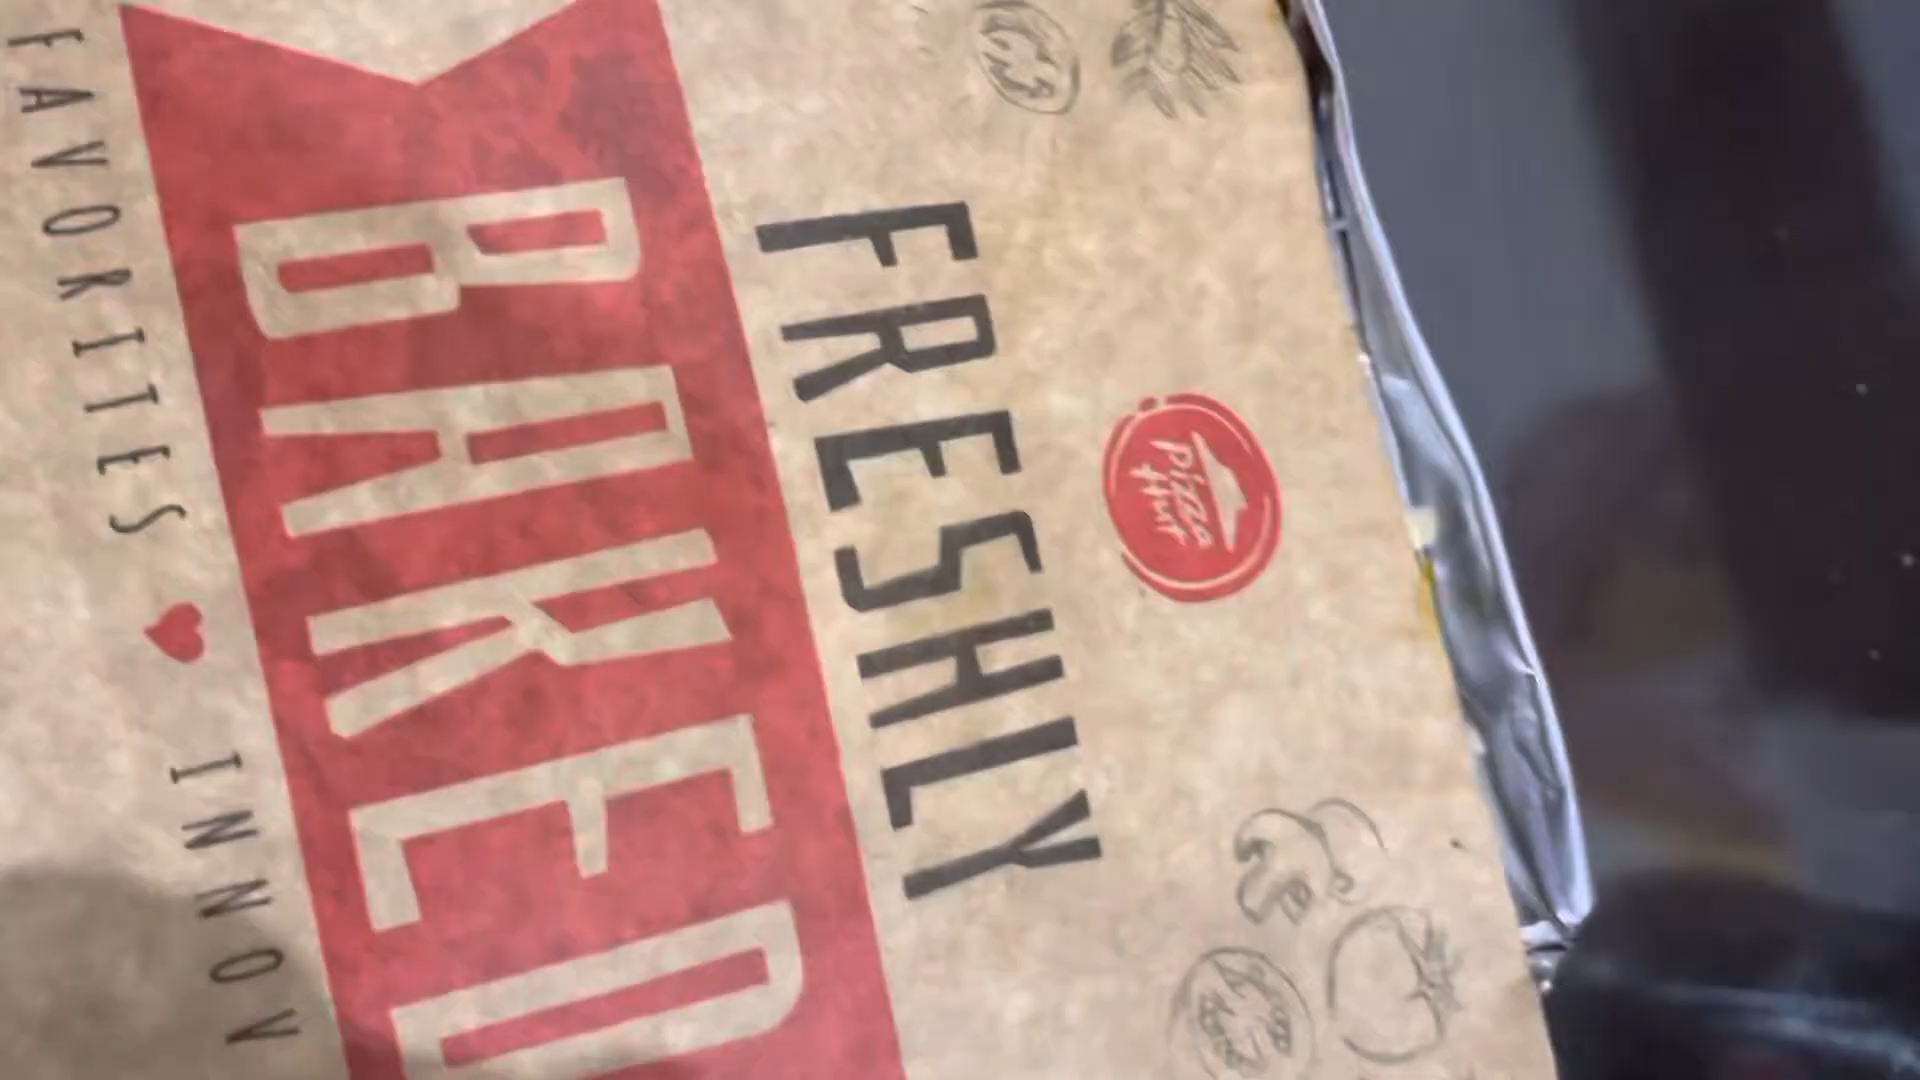 Pizza
Hut
FRESHLY
BAKED
FAVORITES ♥ INNOV